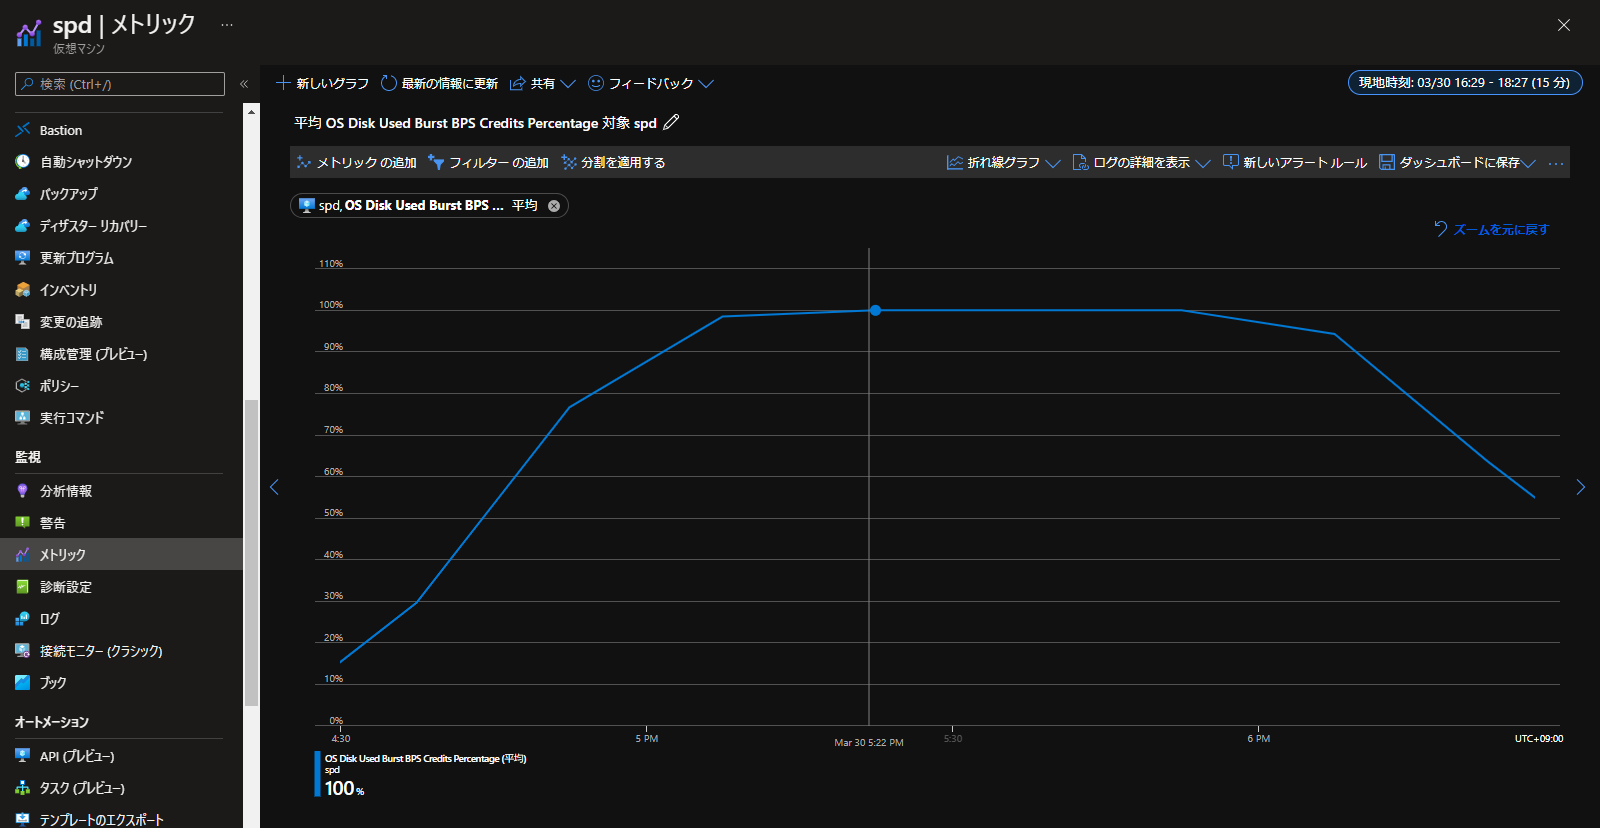 spd | メトリック ...
仮想マシン
検索 (Ctrl+/)
Bastion
自動シャットダウン
バックアップ
ディザスター リカバリー
更新プログラム
インベントリ
変更の追跡
構成管理 (プレビュー)
ポリシー
実行コマンド
監視
分析情報
警告
メトリック
診断設定
ログ
接続モニター (クラシック)
ブック
オートメーション
API (プレビュー)
タスク (プレビュー)
テンプレートのエクスポート
新しいグラフ 最新の情報に更新 共有 フィードバック
現地時刻: 03/30 16:29 - 18:27 (15 分)
平均 OS Disk Used Burst BPS Credits Percentage 対象 spd
メトリック の追加 フィルター の追加 分割を適用する 折れ線グラフ ログの詳細を表示 新しいアラート ルール ダッシュボードに保存 ...
spd, OS Disk Used Burst BPS ... 平均
ズームを元に戻す
110%
100%
90%
80%
70%
60%
50%
40%
30%
20%
10%
0%
4:30 5 PM Mar 30 5:22 PM 5:30 6 PM UTC+09:00
OS Disk Used Burst BPS Credits Percentage (平均)
spd
100 %